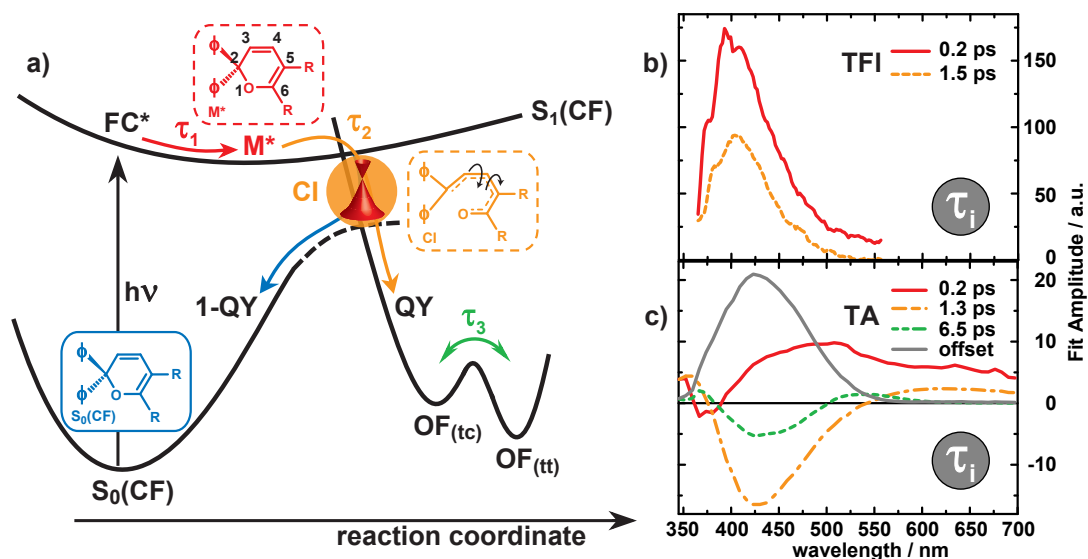 a)
ϕ
ϕ
M*
1
2
3
4
5
6
O
R
R
FC*
τ1
M*
τ2
S1(CF)
CI
ϕ
ϕ
CI
O
R
R
hν
1-QY
QY
τ3
ϕ
ϕ
S0(CF)
O
R
R
OF(tc)
OF(tt)
S0(CF)
reaction coordinate
b)
TFI
0.2 ps
1.5 ps
150
100
50
τi
Fit Amplitude / a.u.
c)
TA
0.2 ps
1.3 ps
6.5 ps
offset
20
10
0
-10
τi
350 400 450 500 550 600 650 700
wavelength / nm